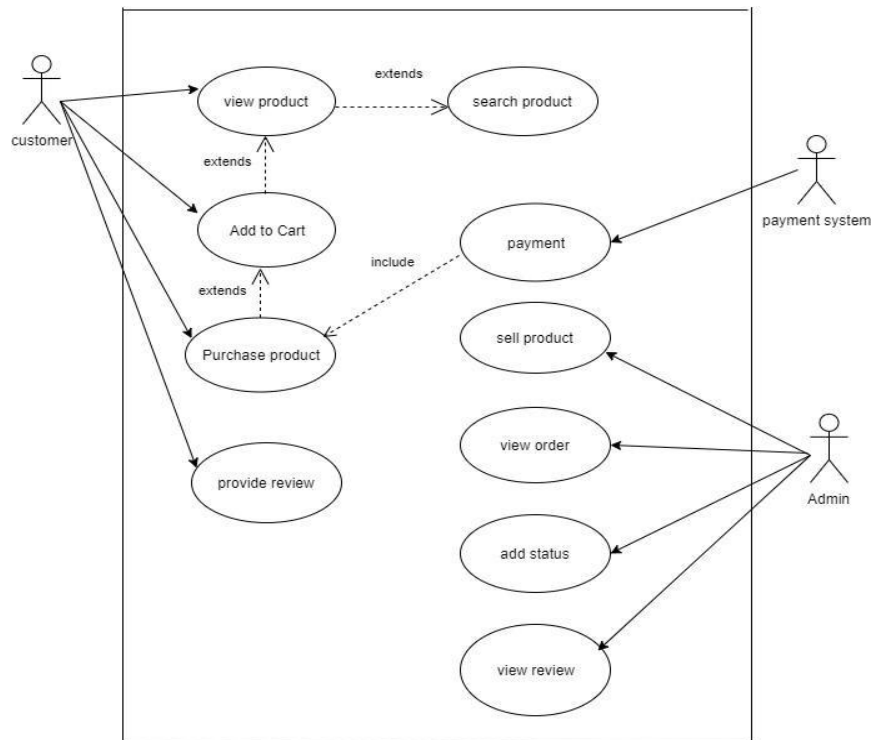 extends
view product
search product
customer
extends
payment system
Add to Cart
payment
include
extends
sell product
Purchase product
view order
provide review
Admin
add status
view review